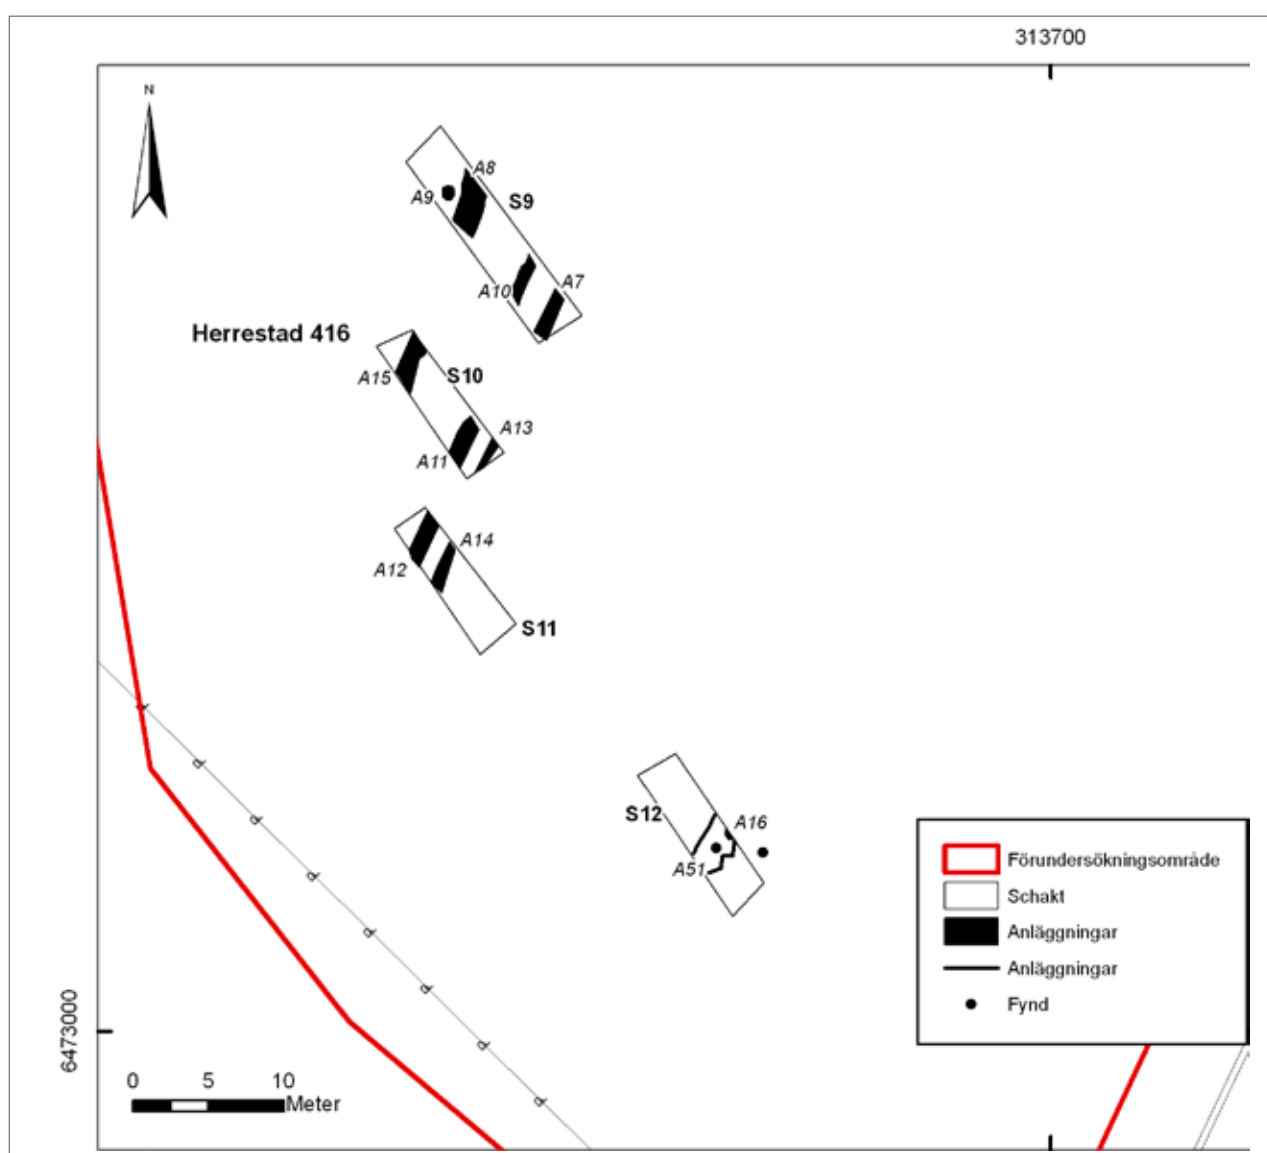 313700
N
A8
A9
S9
A10
A7
Herrestad 416
A15
S10
A13
A11
A14
A12
S11
S12
A16
A51
Förundersökningsområde
Schakt
Anläggningar
Anläggningar
Fynd
6473000
0 5 10
Meter